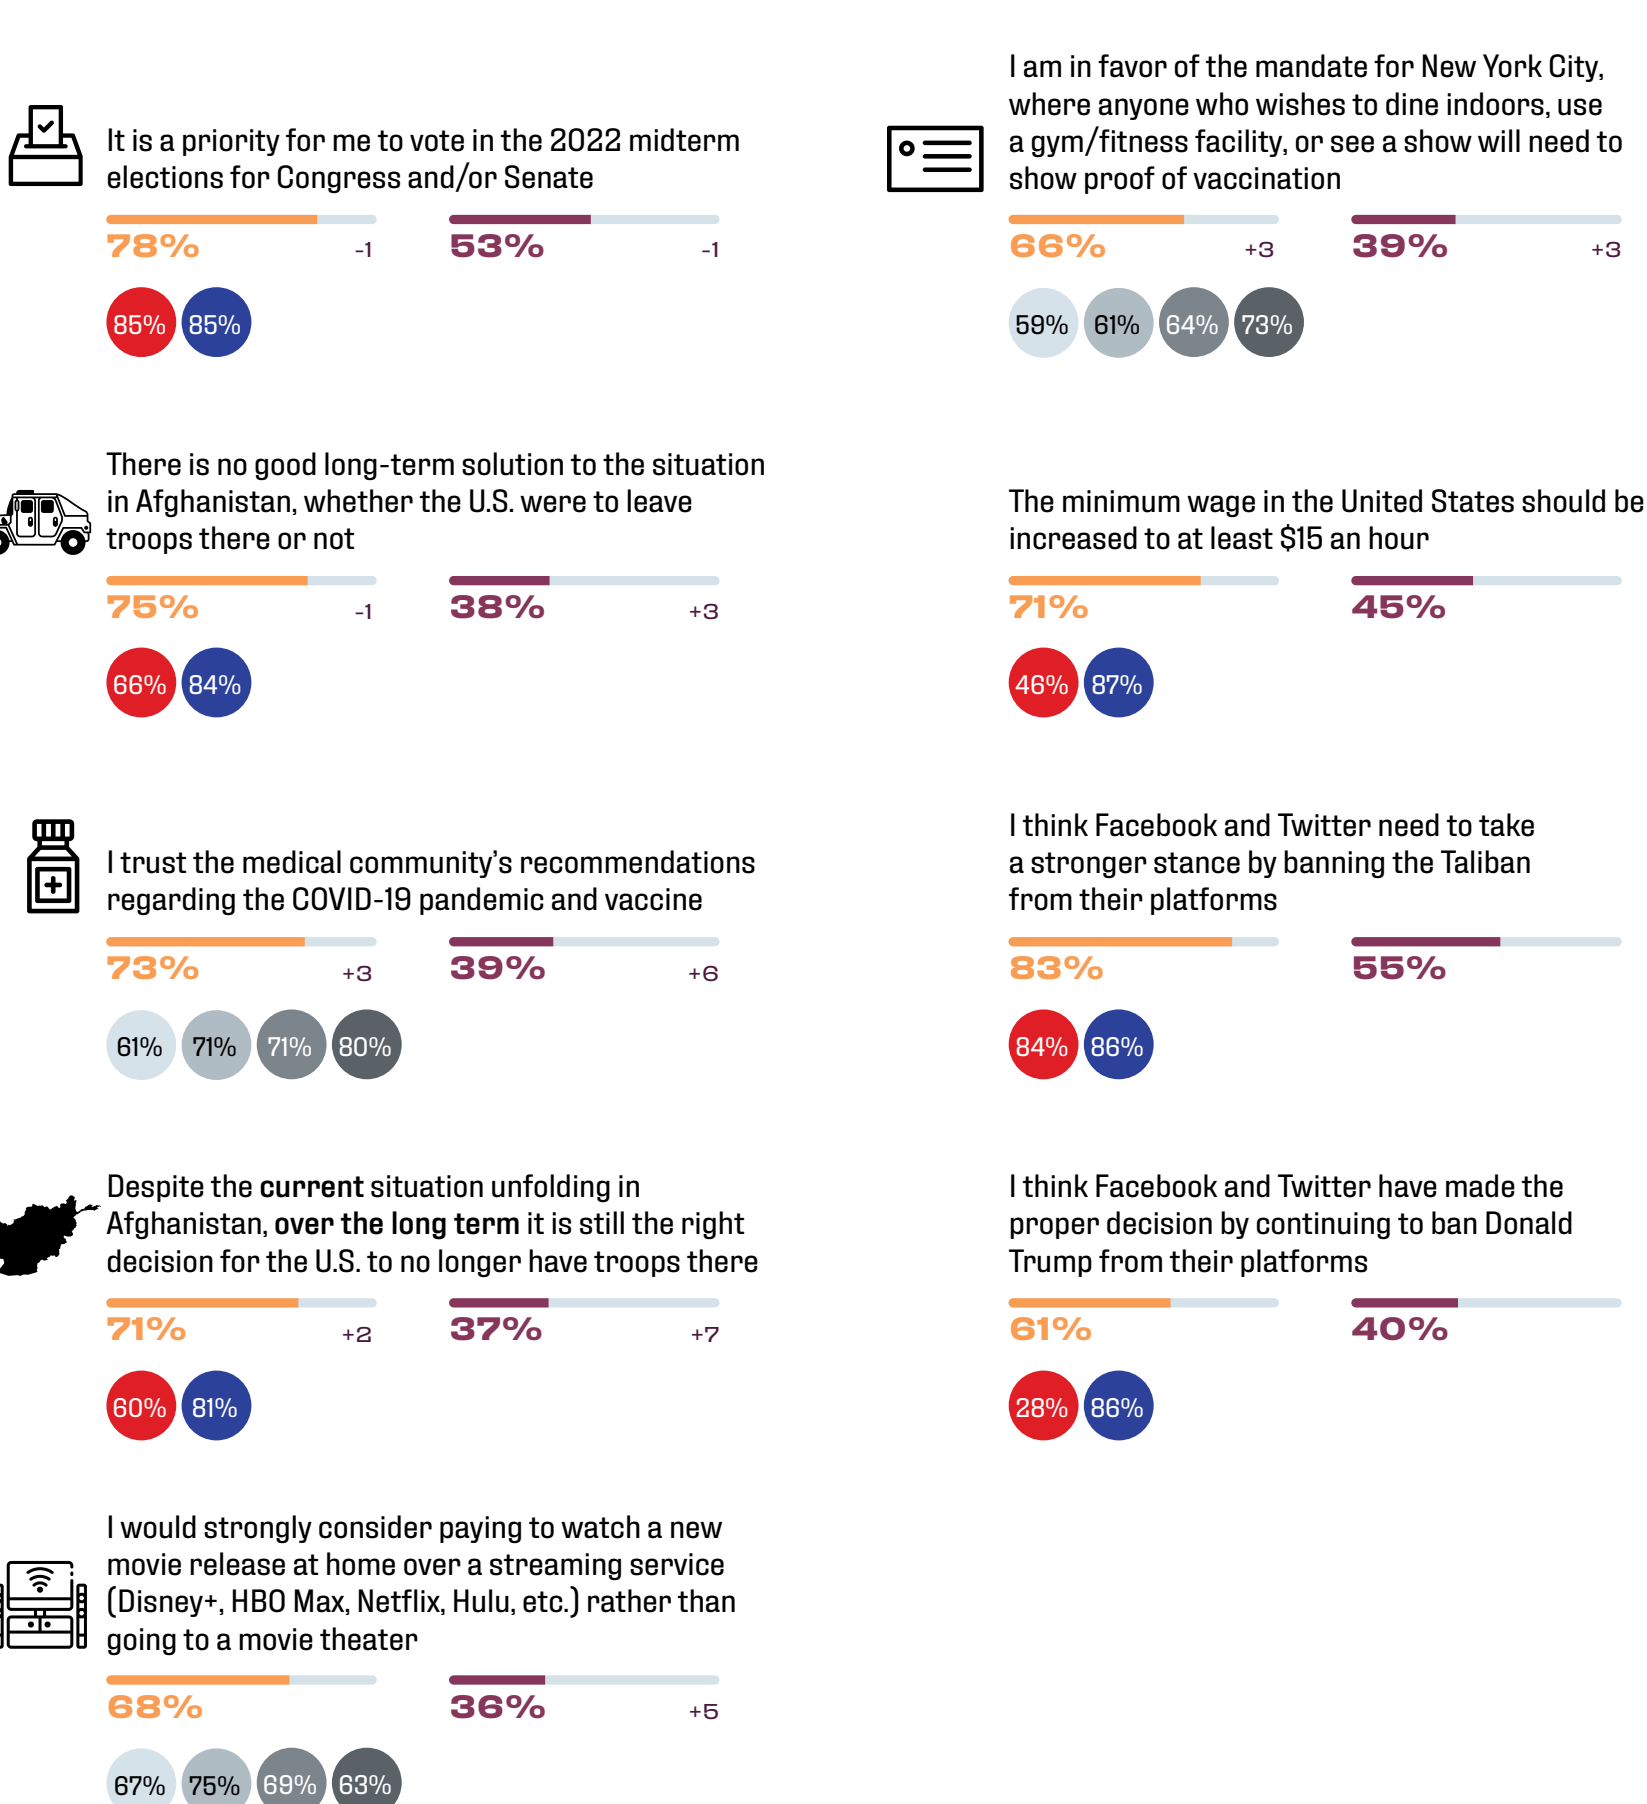 It is a priority for me to vote in the 2022 midterm
elections for Congress and/or Senate
78% -1 53% -1
85% 85%
There is no good long-term solution to the situation
in Afghanistan, whether the U.S. were to leave
troops there or not
75% -1 38% +3
66% 84%
I trust the medical community's recommendations
regarding the COVID-19 pandemic and vaccine
73% +3 39% +6
61% 71% 71% 80%
Despite the current situation unfolding in
Afghanistan, over the long term it is still the right
decision for the U.S. to no longer have troops there
71% +2 37% +7
60% 81%
I would strongly consider paying to watch a new
movie release at home over a streaming service
(Disney+, HBO Max, Netflix, Hulu, etc.) rather than
going to a movie theater
68% 36% +5
67% 75% 69% 63%
I am in favor of the mandate for New York City,
where anyone who wishes to dine indoors, use
a gym/fitness facility, or see a show will need to
show proof of vaccination
66% +3 39% +3
59% 61% 64% 73%
The minimum wage in the United States should be
increased to at least $15 an hour
71% 45%
46% 87%
I think Facebook and Twitter need to take
a stronger stance by banning the Taliban
from their platforms
83% 55%
84% 86%
I think Facebook and Twitter have made the
proper decision by continuing to ban Donald
Trump from their platforms
61% 40%
28% 86%